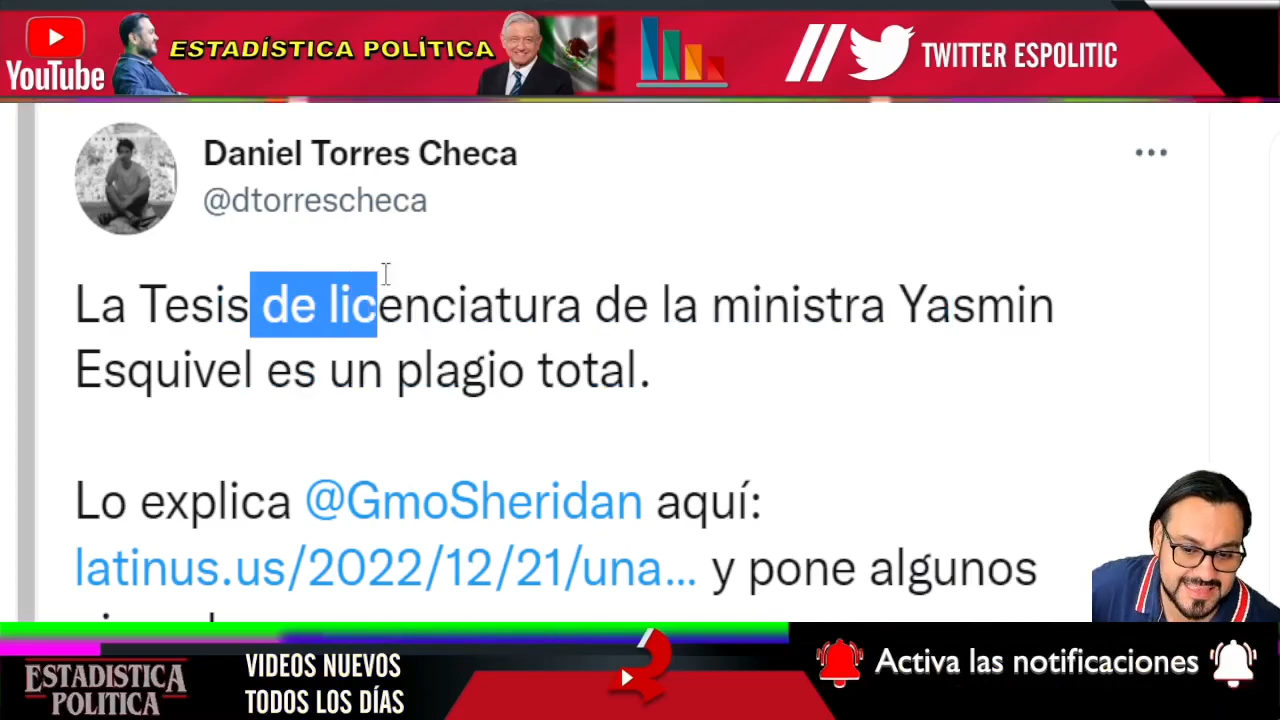 YouTube
ESTADÍSTICA POLÍTICA
TWITTER ESPOLITIC
Daniel Torres Checa
@dtorrescheca
La Tesis de licenciatura de la ministra Yasmin
Esquivel es un plagio total.
Lo explica @GmoSheridan aquí:
latinus.us/2022/12/21/una... y pone algunos
ESTADISTICA
POLÍTICA
VIDEOS NUEVOS
TODOS LOS DÍAS
Activa las notificaciones